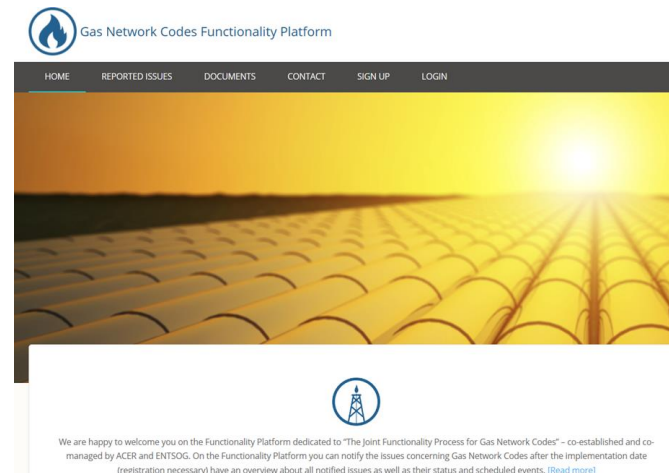 Gas Network Codes Functionality Platform
HOME REPORTED ISSUES DOCUMENTS CONTACT SIGN UP LOGIN
We are happy to welcome you on the Functionality Platform dedicated to "The Joint Functionality Process for Gas Network Codes" – co-established and co-
managed by ACER and ENTSOG. On the Functionality Platform you can notify the issues concerning Gas Network Codes after the implementation date
(registration necessary) have an overview about all notified issues as well as their status and scheduled events. [Read more]